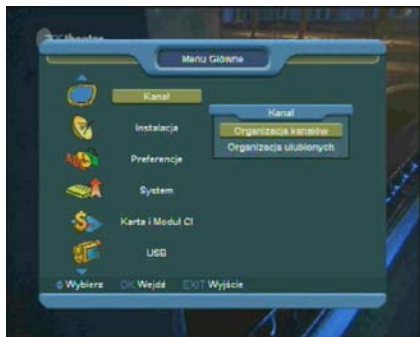 theater
Menu Główne
Kanał
Instalacja
Preferencje
System
Karta i Moduł CI
USB
Kanał
Organizacja kanałów
Organizacja ulubionych
Wybierz OK Wejdź EXIT Wyjście